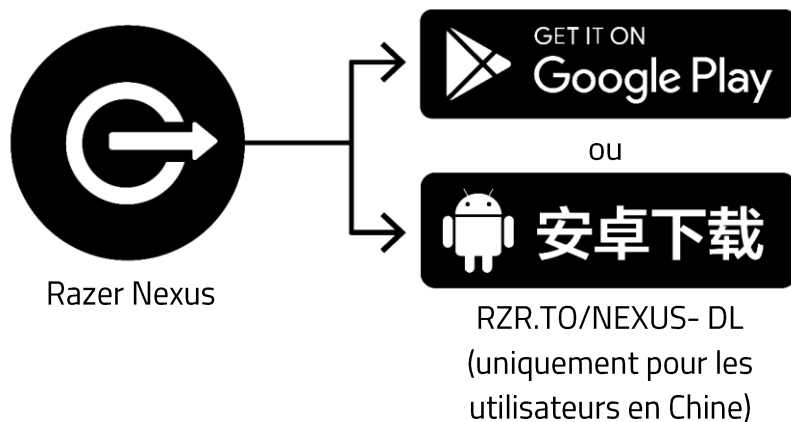 GET IT ON
Google Play
ou
安卓下载
Razer Nexus
RZR.TO/NEXUS- DL
(uniquement pour les
utilisateurs en Chine)